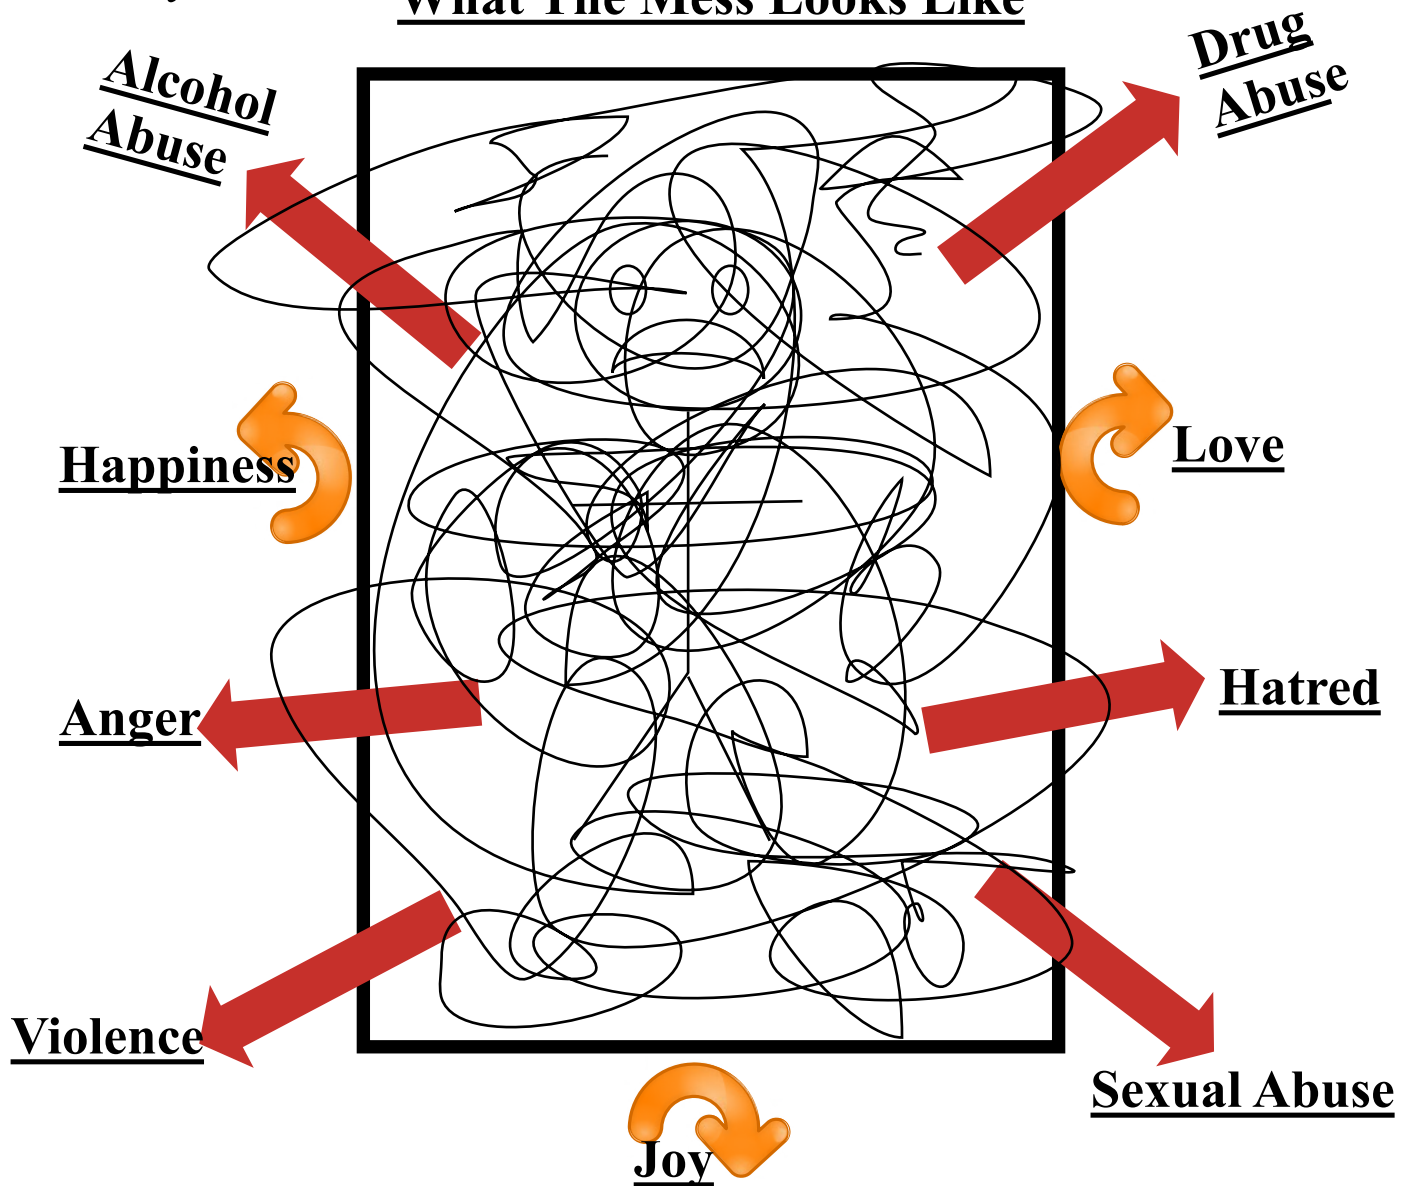 What The Mess Looks Like
Drug
Abuse
Alcohol
Abuse
Happiness
Love
Anger
Hatred
Violence
Sexual Abuse
Joy